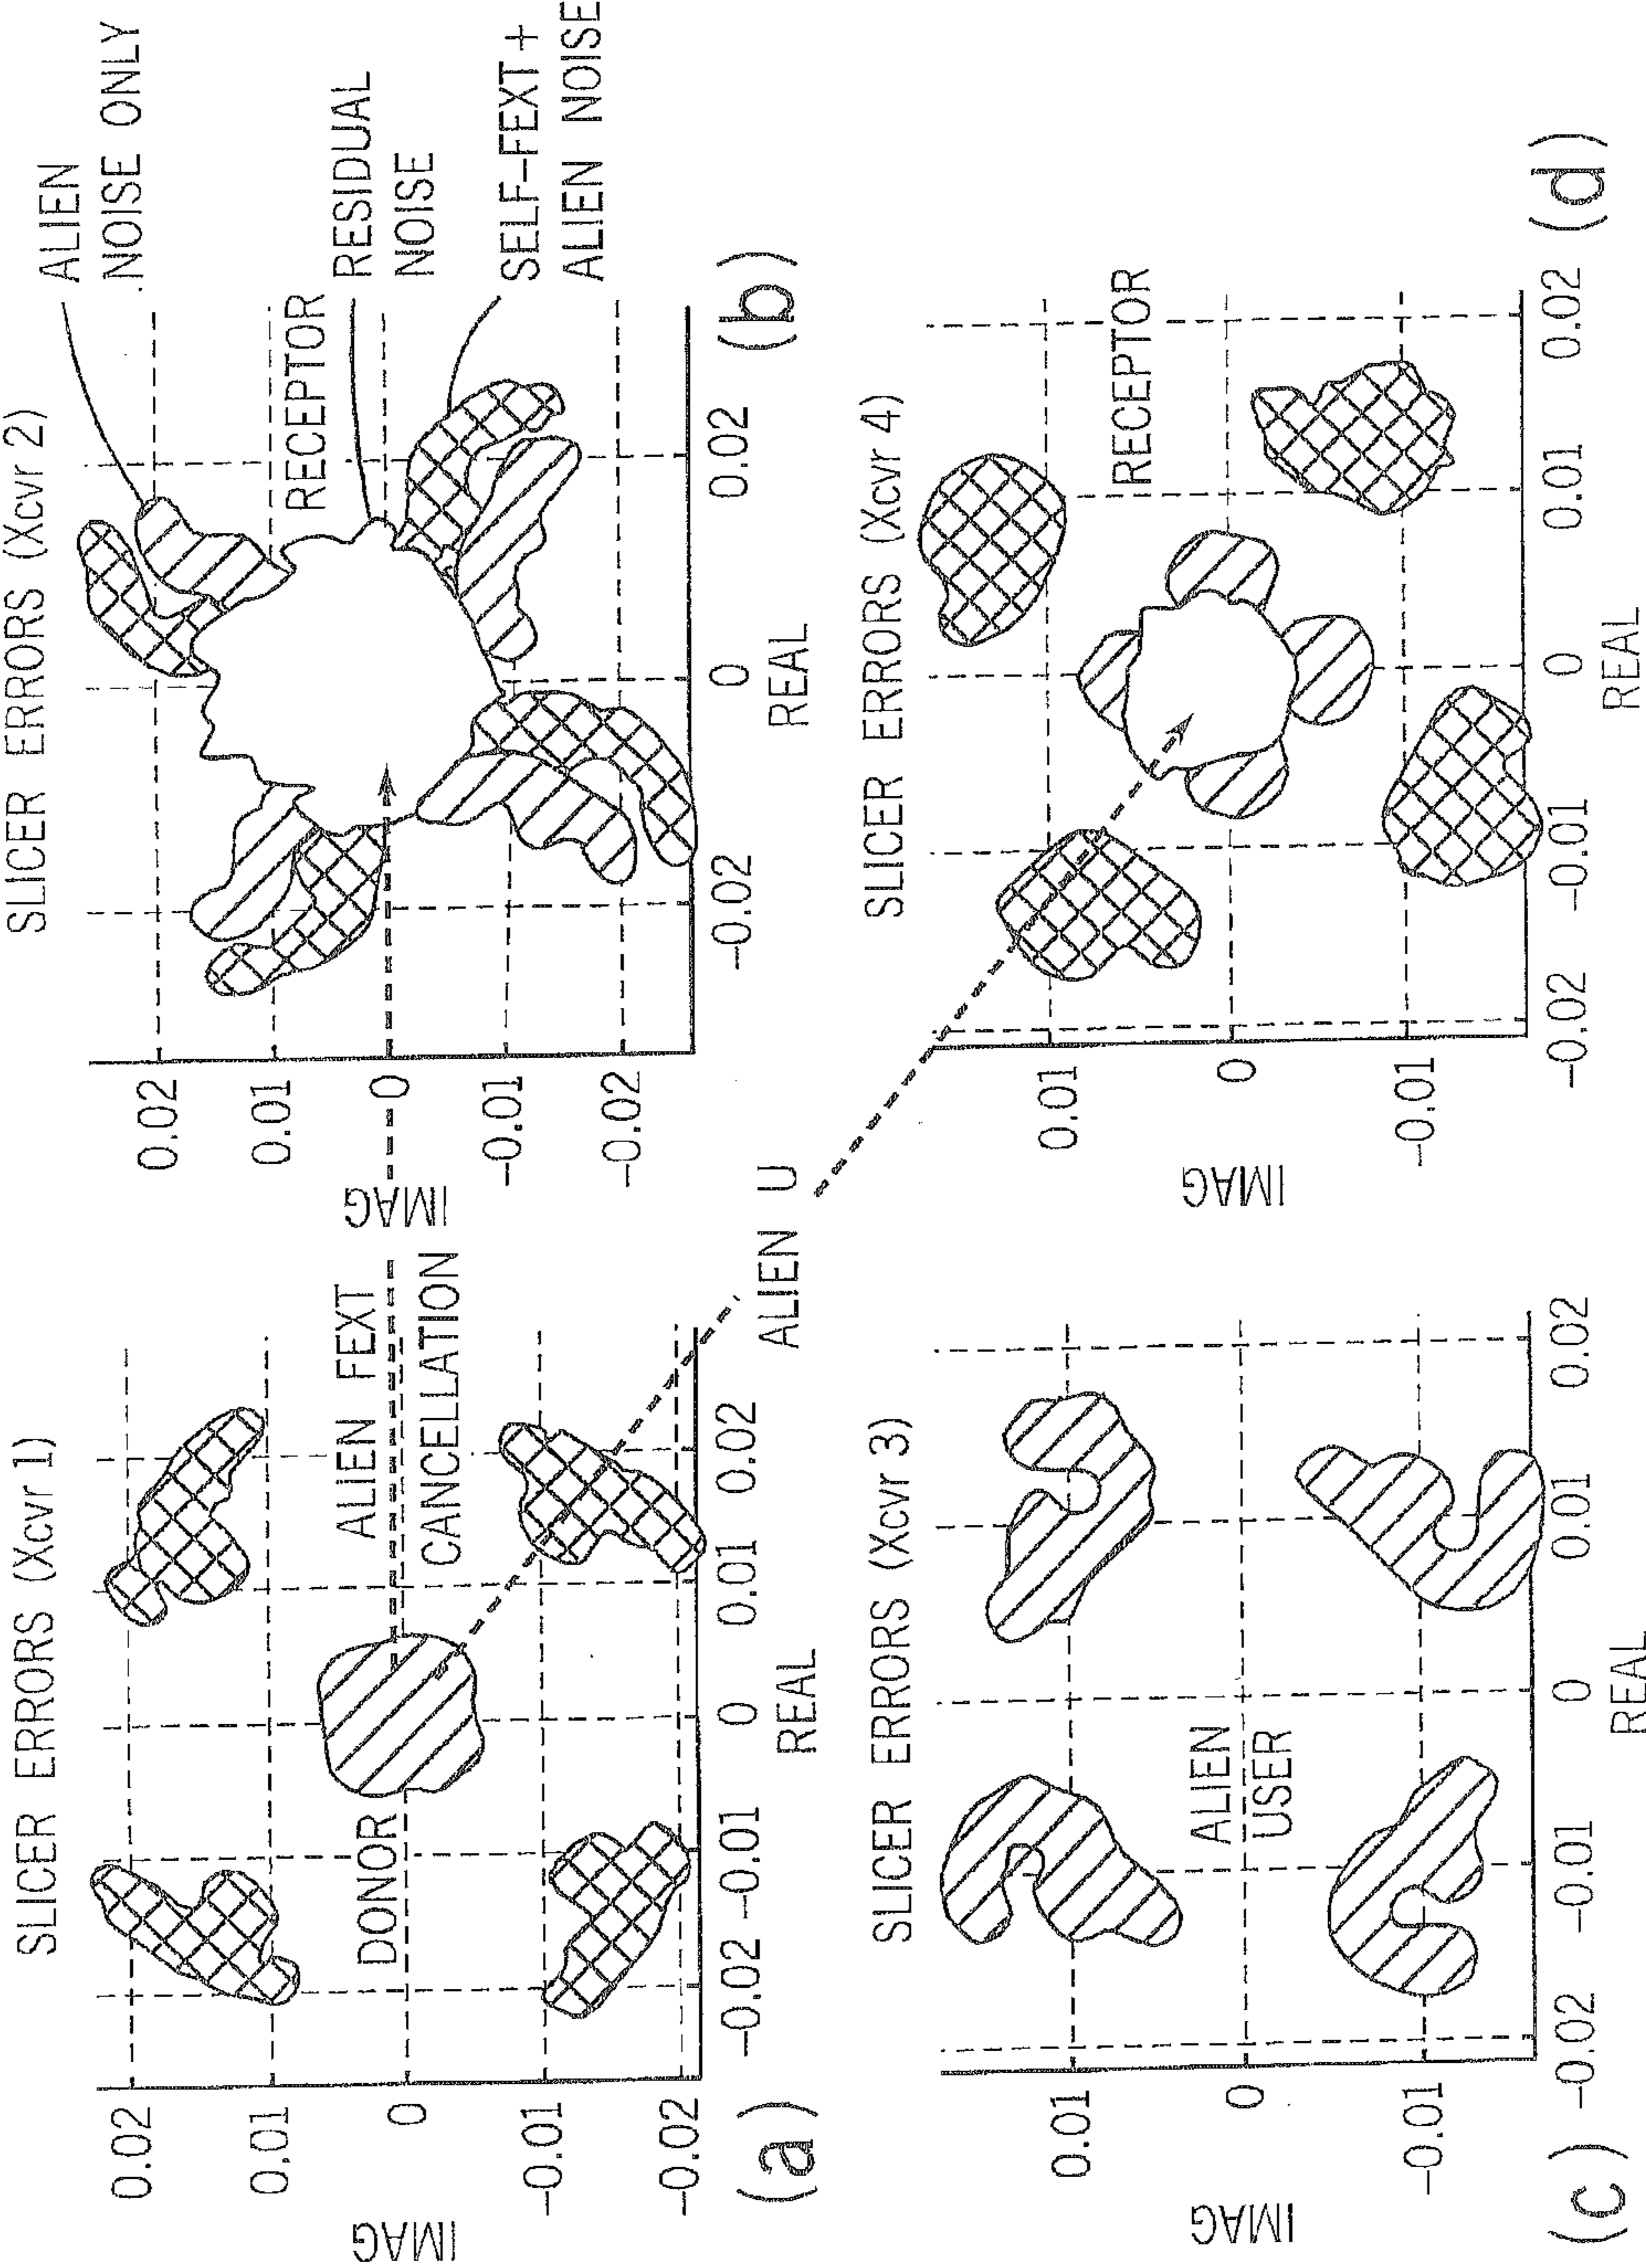 SLICER ERRORS (Xcvr 1)
IMAG
0.02
0.01
0
-0.01
-0.02
DONOR
ALIEN FEXT
CANCELLATION
-0.02
-0.01
0
0.01
0.02
REAL
(a)
SLICER ERRORS (Xcvr 2)
IMAG
0.02
0.01
0
-0.01
-0.02
RECEPTOR
ALIEN
NOISE ONLY
RESIDUAL
NOISE
SELF-FEXT +
ALIEN NOISE
-0.02
0
0.02
REAL
(b)
ALIEN U
SLICER ERRORS (Xcvr 3)
IMAG
0.01
0
-0.01
ALIEN
USER
-0.02
-0.01
0
0.01
0.02
REAL
(c)
SLICER ERRORS (Xcvr 4)
IMAG
0.01
0
-0.01
RECEPTOR
-0.02
-0.01
0
0.01
0.02
REAL
(d)